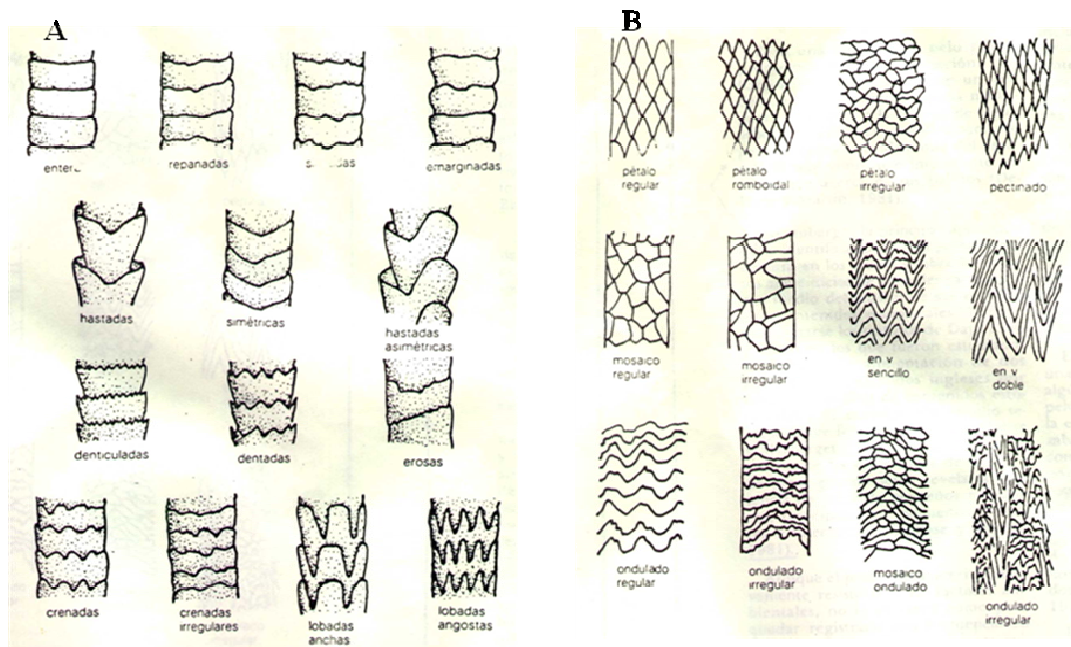 A
repanadas
emarginadas
hastadas
simétricas
hastadas
asimétricas
denticuladas
dentadas
erosas
crenadas
crenadas
irregulares
lobadas
anchas
lobadas
angostas
B
pétalo
regular
pétalo
romboidal
pétalo
irregular
pectinado
mosaico
regular
mosaico
irregular
en v
sencillo
en v
doble
ondulado
regular
ondulado
irregular
mosaico
ondulado
ondulado
irregular